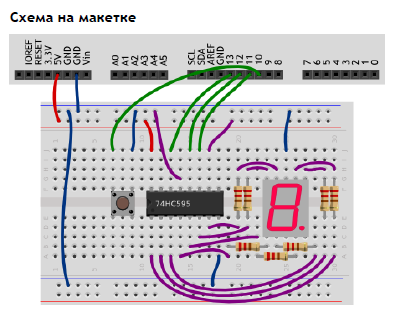 Схема на макетке
IOREF RESET 3.3V 5V GND GND Vin
A0 A1 A2 A3 A4 A5
SCL SDA AREF GND 13 12 11 10 9 8
7 6 5 4 3 2 1 0
74HC595